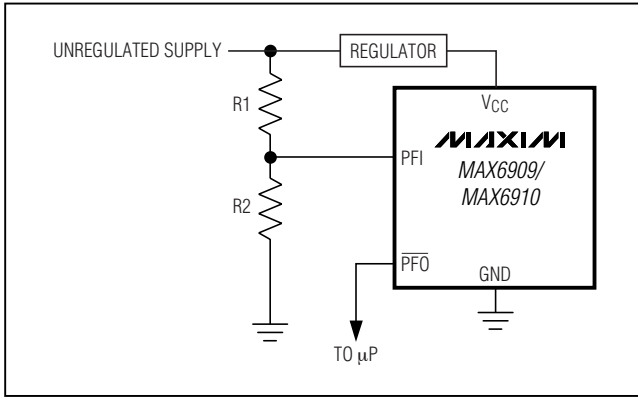 UNREGULATED SUPPLY
REGULATOR
R1
VCC
MAXIM
PFI
MAX6909/
MAX6910
R2
PFO
GND
TO µP